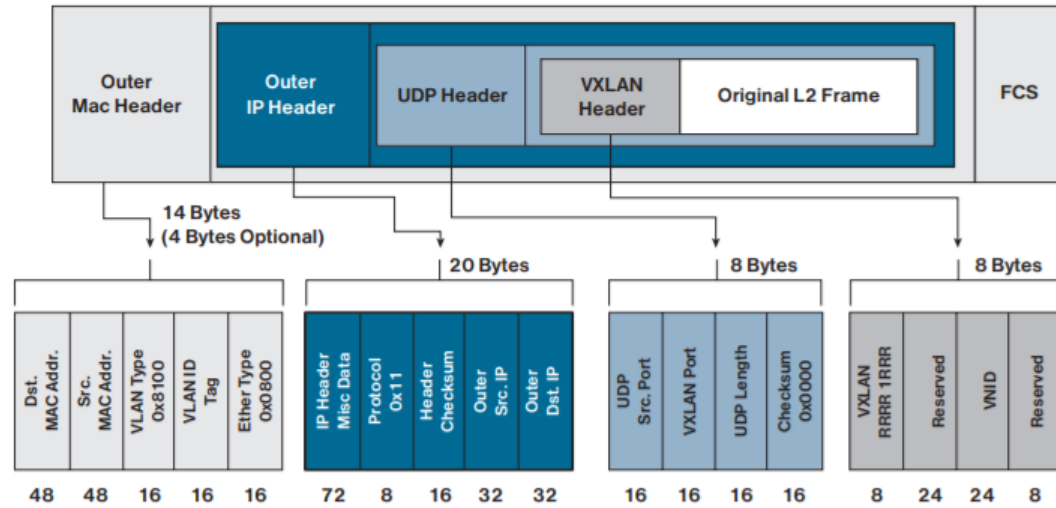 Outer
Mac Header
Outer
IP Header
UDP Header
VXLAN
Header
Original L2 Frame
FCS
14 Bytes
(4 Bytes Optional)
20 Bytes
8 Bytes
8 Bytes
Dst.
MAC Addr.
Src.
MAC Addr.
VLAN Type
0x8100
VLAN ID
Tag
Ether Type
0x0800
IP Header
Misc Data
Protocol
0x11
Header
Checksum
Outer
Src. IP
Outer
Dst. IP
UDP
Src. Port
VXLAN Port
UDP Length
Checksum
0x0000
VXLAN
RRRR 1RRR
Reserved
VNID
Reserved
48 48 16 16 16
72 8 16 32 32
16 16 16 16
8 24 24 8